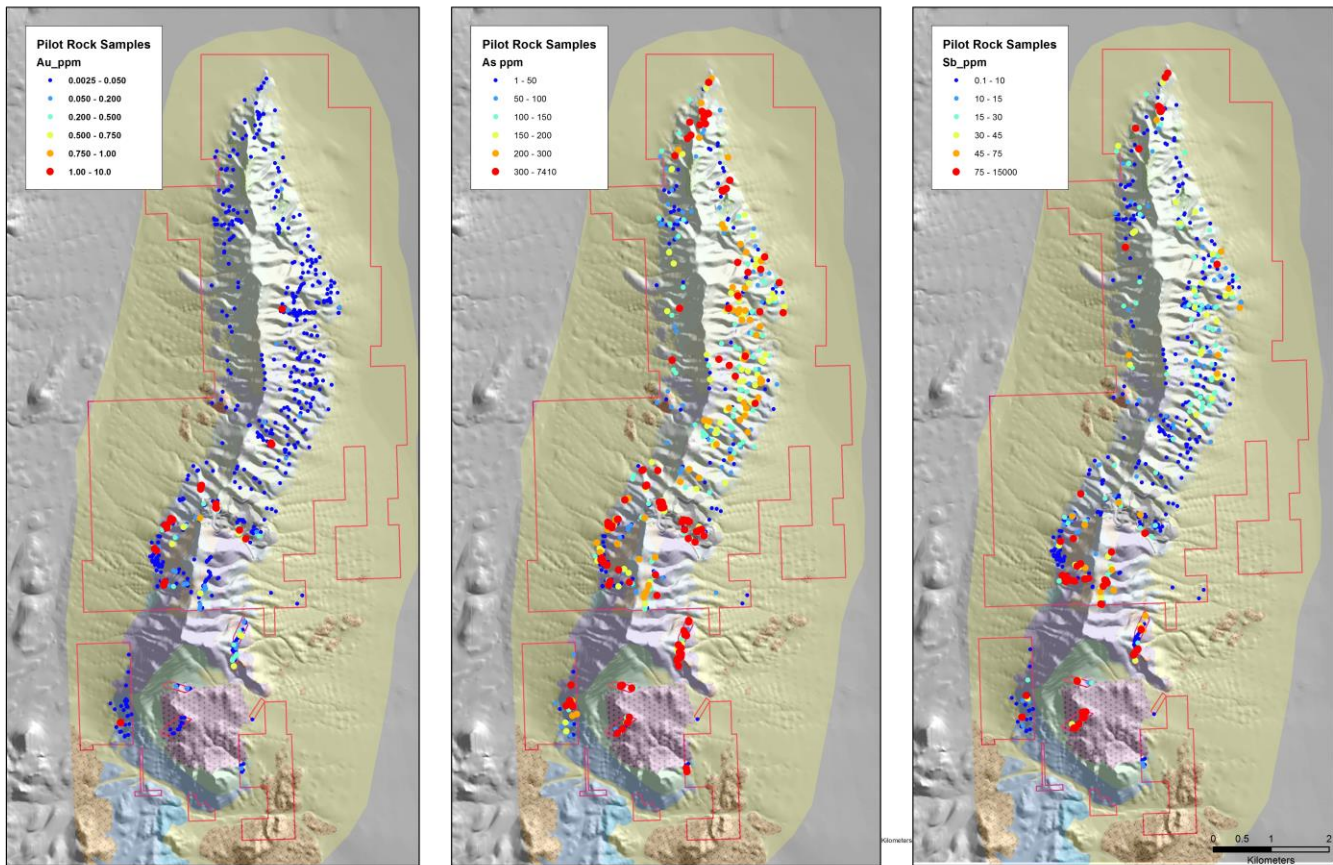 Pilot Rock Samples
Au_ppm
0.0025 - 0.050
0.050 - 0.200
0.200 - 0.500
0.500 - 0.750
0.750 - 1.00
1.00 - 10.0
Pilot Rock Samples
As ppm
1 - 50
50 - 100
100 - 150
150 - 200
200 - 300
300 - 7410
Pilot Rock Samples
Sb_ppm
0.1 - 10
10 - 15
15 - 30
30 - 45
45 - 75
75 - 15000
Kilometers
0 0.5 1 2
Kilometers